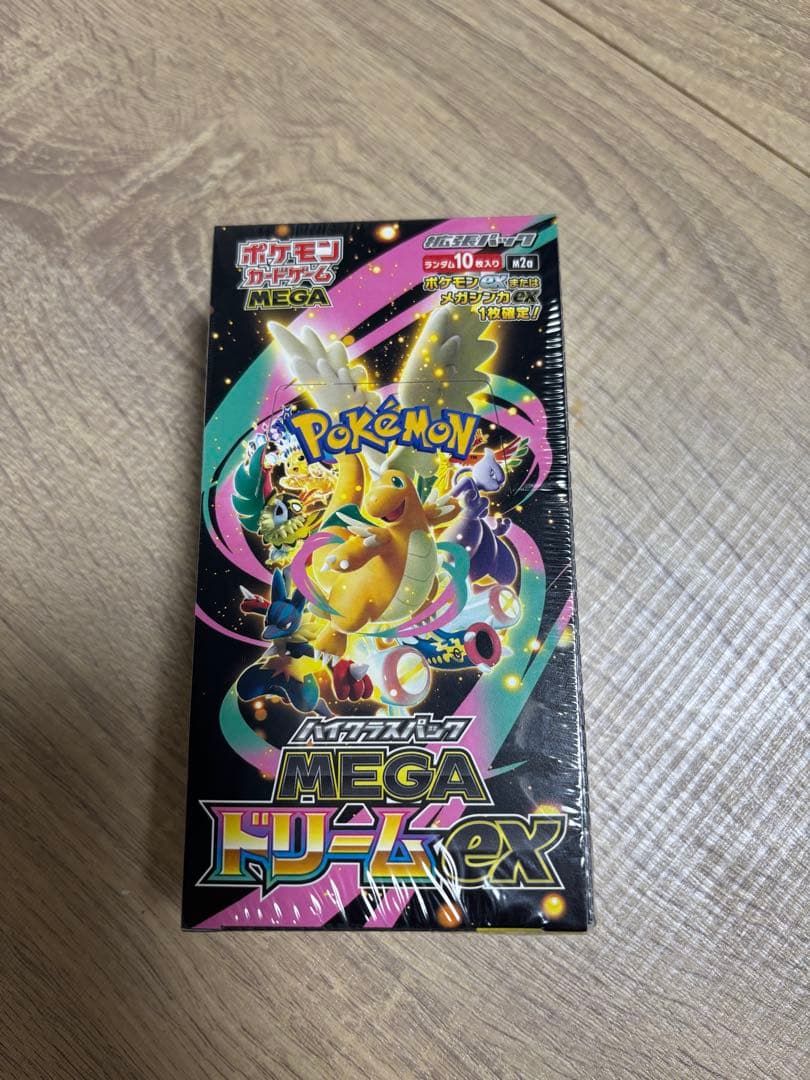 ポケモン
カードゲーム
MEGA
拡張パック
ランダム10枚入り M2a
ポケモンexまたは
メガシンカex
1枚確定!
POKéMON
ハイクラスパック
MEGA
ドリームex